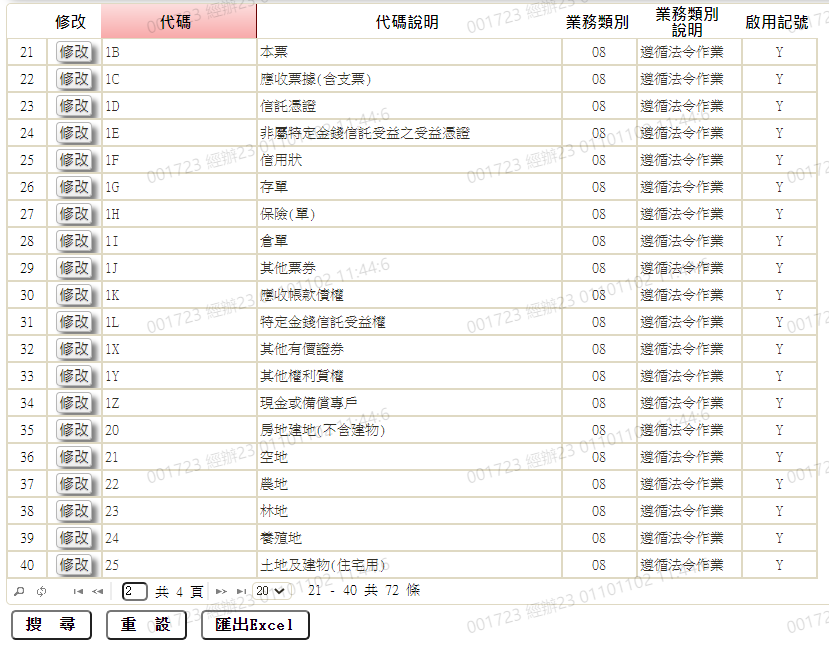 修改 代碼 代碼說明 業務類別 業務類別說明 啟用記號
21 修改 1B 本票 08 遵循法令作業 Y
22 修改 1C 應收票據(含支票) 08 遵循法令作業 Y
23 修改 1D 信託憑證 08 遵循法令作業 Y
24 修改 1E 非屬特定金錢信託受益之受益憑證 08 遵循法令作業 Y
25 修改 1F 信用狀 08 遵循法令作業 Y
26 修改 1G 存單 08 遵循法令作業 Y
27 修改 1H 保險(單) 08 遵循法令作業 Y
28 修改 1I 倉單 08 遵循法令作業 Y
29 修改 1J 其他票券 08 遵循法令作業 Y
30 修改 1K 應收帳款債權 08 遵循法令作業 Y
31 修改 1L 特定金錢信託受益權 08 遵循法令作業 Y
32 修改 1X 其他有價證券 08 遵循法令作業 Y
33 修改 1Y 其他權利質權 08 遵循法令作業 Y
34 修改 1Z 現金或備償專戶 08 遵循法令作業 Y
35 修改 20 房地建地(不含建物) 08 遵循法令作業 Y
36 修改 21 空地 08 遵循法令作業 Y
37 修改 22 農地 08 遵循法令作業 Y
38 修改 23 林地 08 遵循法令作業 Y
39 修改 24 養殖地 08 遵循法令作業 Y
40 修改 25 土地及建物(住宅用) 08 遵循法令作業 Y
2 共 4 頁 20 21 - 40 共 72 條
搜 尋 重 設 匯出Excel